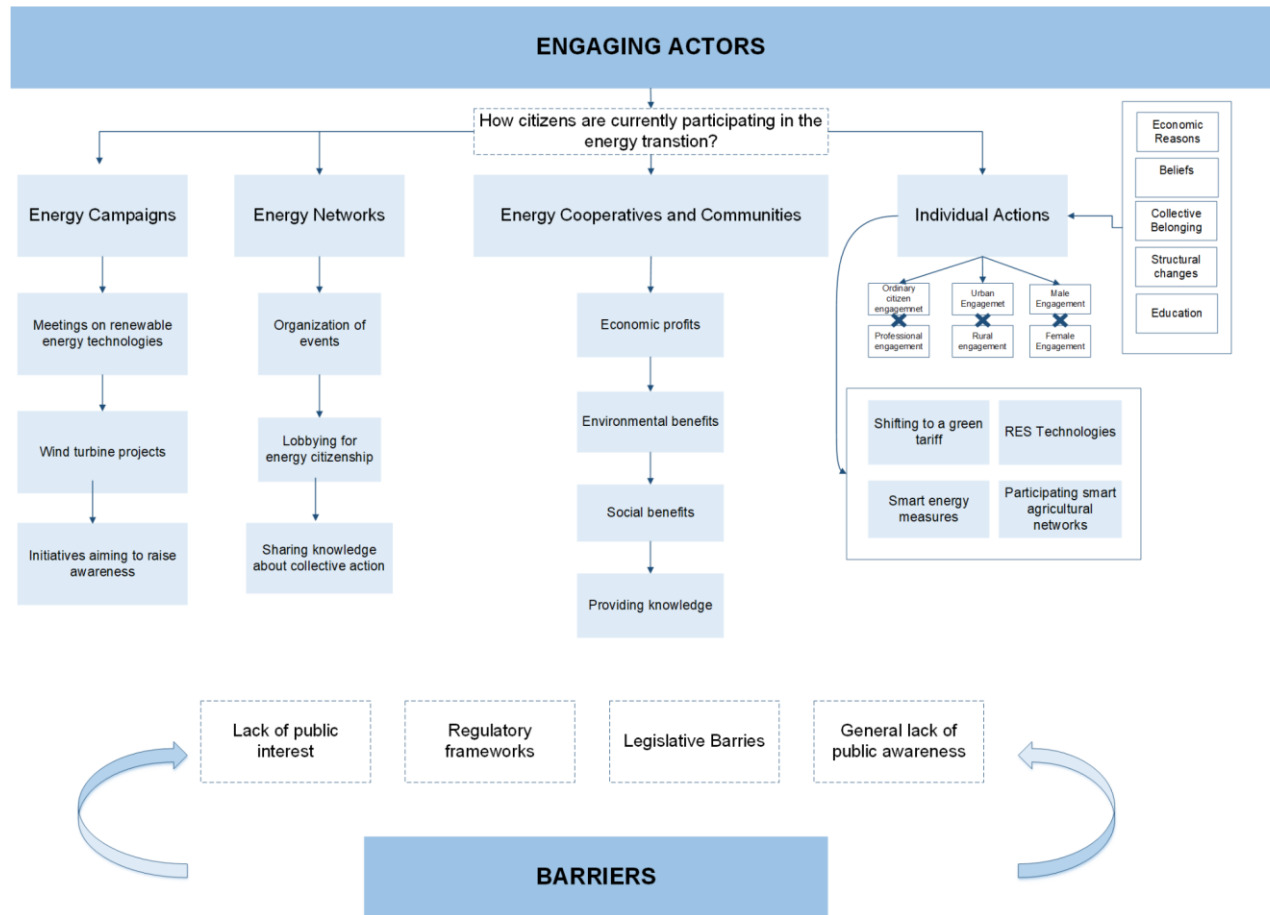 ENGAGING ACTORS
How citizens are currently participating in the
energy transtion?
Energy Campaigns
Energy Networks
Energy Cooperatives and Communities
Individual Actions
Economic
Reasons
Beliefs
Collective
Belonging
Structural
changes
Education
Meetings on renewable
energy technologies
Wind turbine projects
Initiatives aiming to raise
awareness
Organization of
events
Lobbying for
energy citizenship
Sharing knowledge
about collective action
Economic profits
Environmental benefits
Social benefits
Providing knowledge
Ordinary
citizen
engagemnet
Professional
engagement
Urban
Engagemet
Rural
engagement
Male
Engagement
Female
Engagement
Shifting to a green
tariff
RES Technologies
Smart energy
measures
Participating smart
agricultural
networks
Lack of public
interest
Regulatory
frameworks
Legislative Barries
General lack of
public awareness
BARRIERS